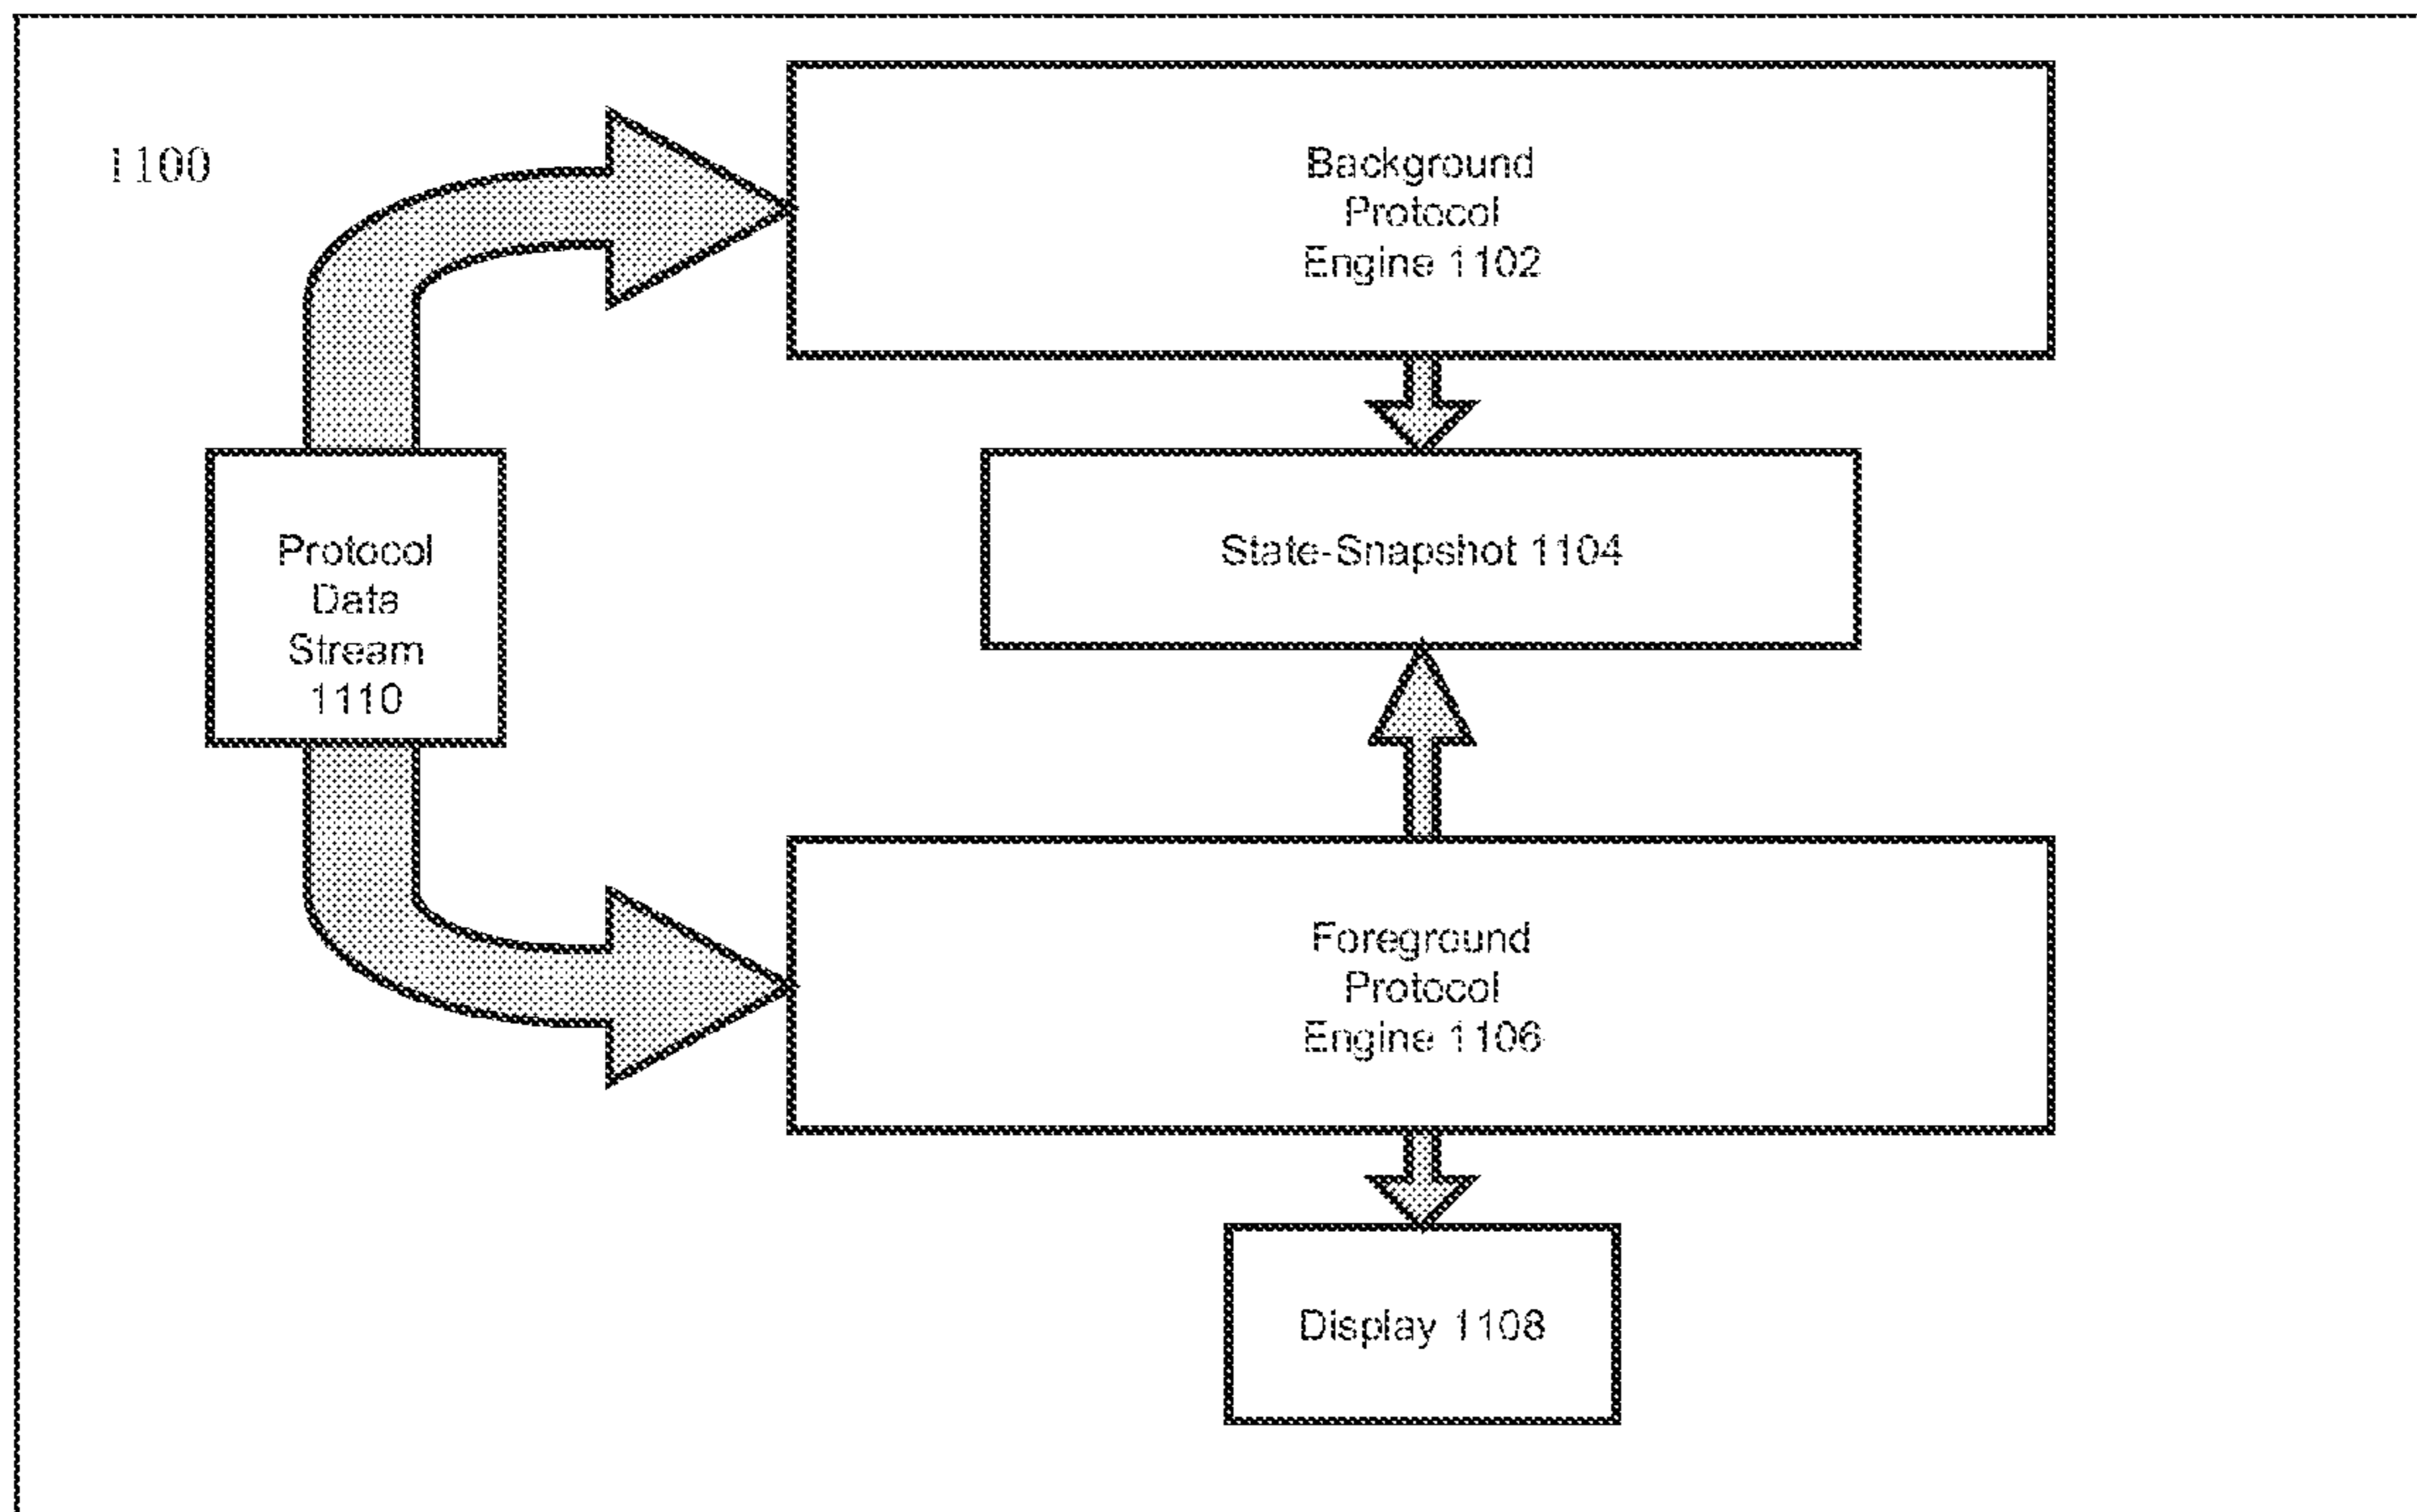 1100
Background
Protocol
Engine 1102
State-Snapshot 1104
Protocol
Data
Stream
1110
Foreground
Protocol
Engine 1106
Display 1108